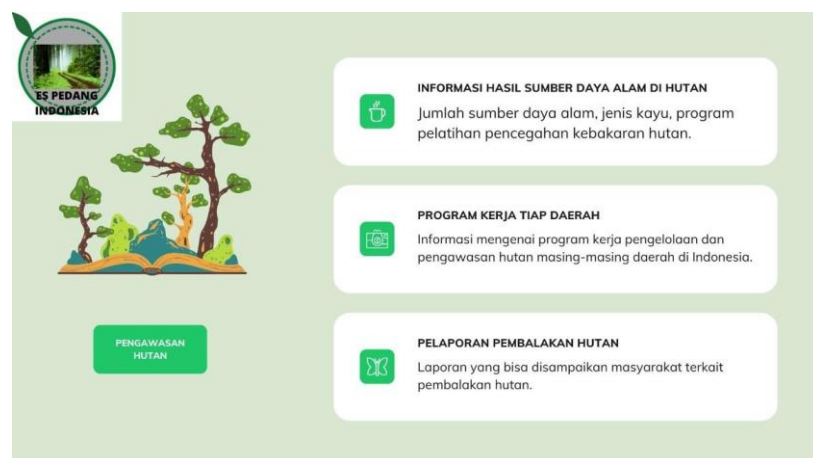 ES PEDANG
INDONESIA
INFORMASI HASIL SUMBER DAYA ALAM DI HUTAN
Jumlah sumber daya alam, jenis kayu, program
pelatihan pencegahan kebakaran hutan.
PROGRAM KERJA TIAP DAERAH
Informasi mengenai program kerja pengelolaan dan
pengawasan hutan masing-masing daerah di Indonesia.
PENGAWASAN
HUTAN
PELAPORAN PEMBALAKAN HUTAN
Laporan yang bisa disampaikan masyarakat terkait
pembalakan hutan.